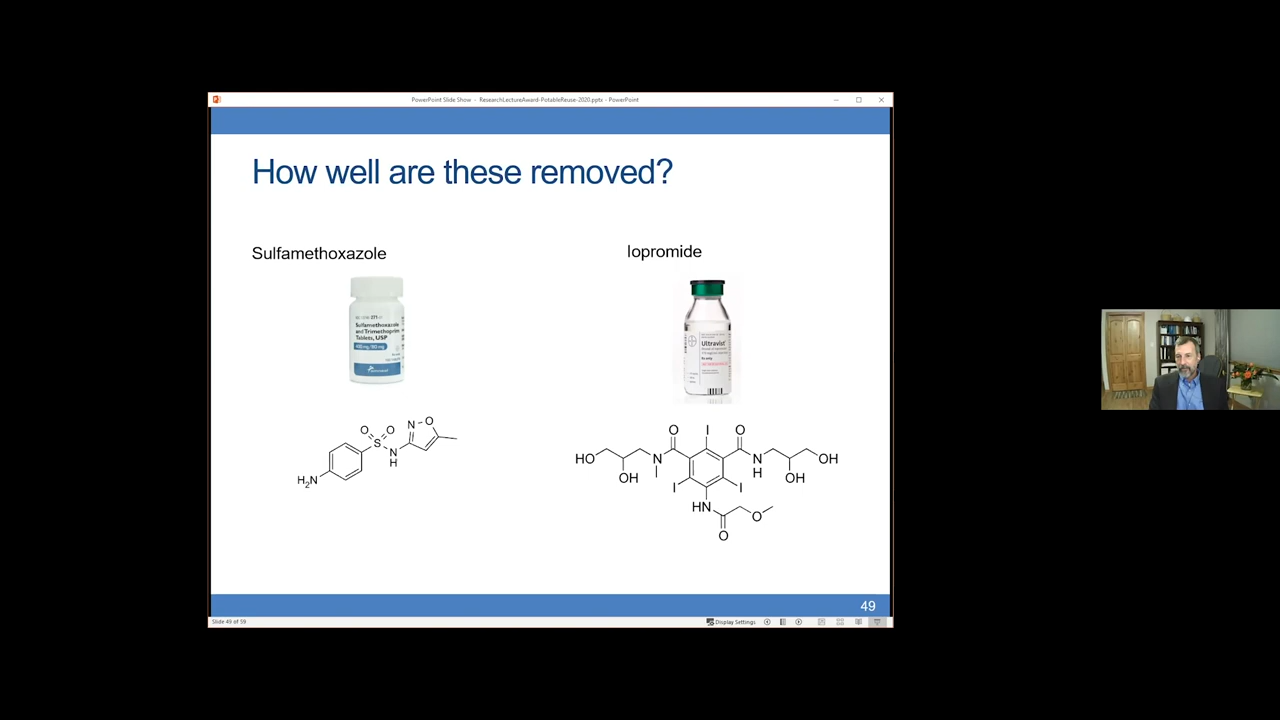 PowerPoint Slide Show - ResearchLectureAward-PotableReuse-2020.pptx - PowerPoint
How well are these removed?
Sulfamethoxazole
Iopromide
Sulfamethoxazole
and Trimethoprim
Tablets, USP
Ultravist
N
O
O
O
S
N
H
H2N
O
I
O
HO
N
N
H
OH
OH
OH
I
I
HN
O
O
49
Slide 49 of 59
Display Settings